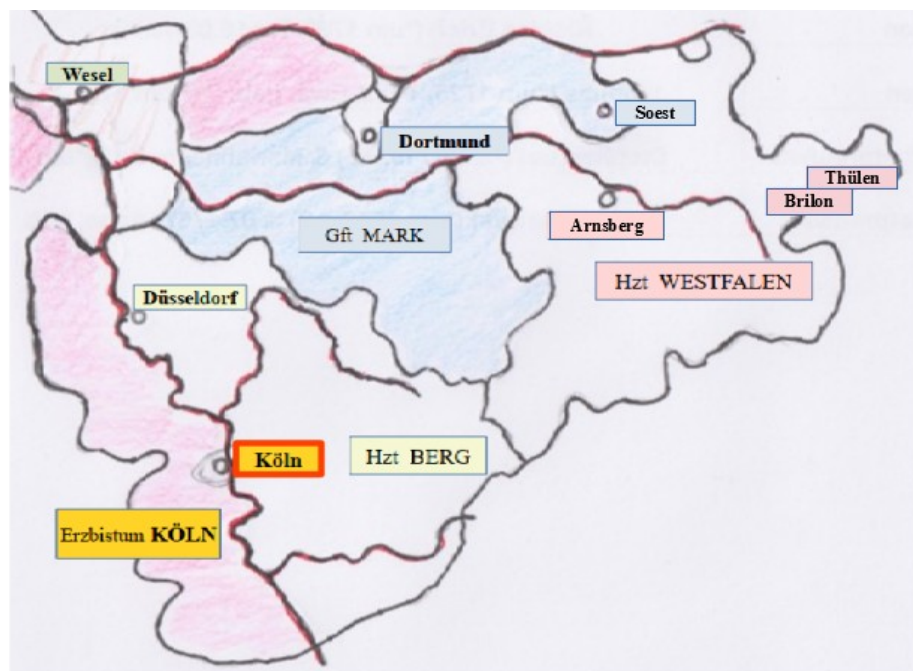 Wesel
Soest
Dortmund
Thülen
Brilon
Arnsberg
Gft MARK
Hzt WESTFALEN
Düsseldorf
Köln
Hzt BERG
Erzbistum KÖLN